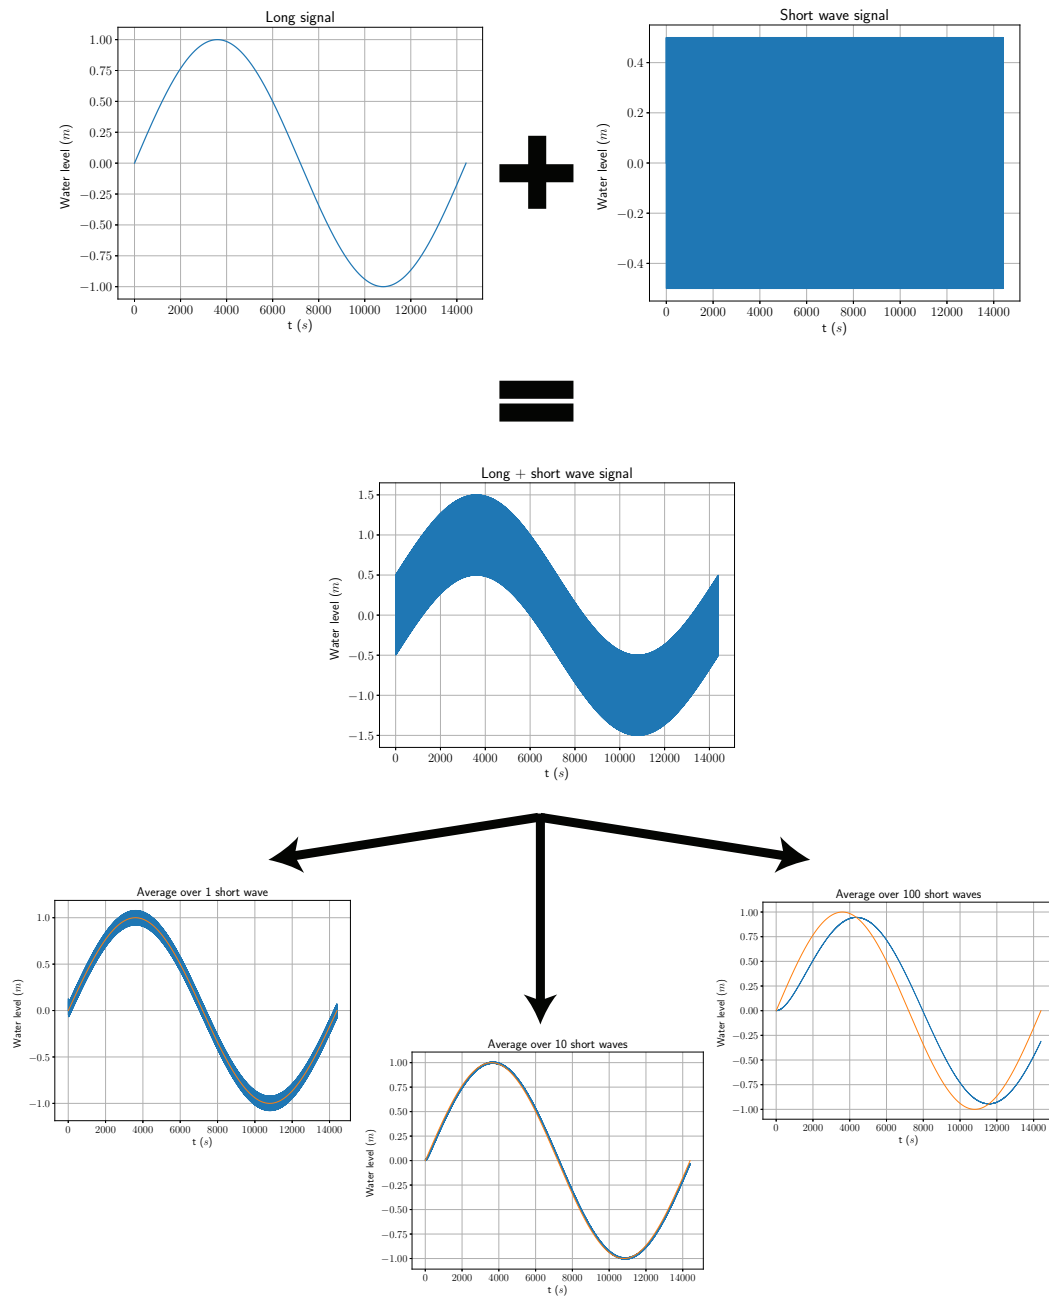 Long signal
Water level (m)
1.00
0.75
0.50
0.25
0.00
−0.25
−0.50
−0.75
−1.00
0 2000 4000 6000 8000 10000 12000 14000
t (s)
+
Short wave signal
Water level (m)
0.4
0.2
0.0
−0.2
−0.4
0 2000 4000 6000 8000 10000 12000 14000
t (s)
=
Long + short wave signal
Water level (m)
1.5
1.0
0.5
0.0
−0.5
−1.0
−1.5
0 2000 4000 6000 8000 10000 12000 14000
t (s)
Average over 1 short wave
Water level (m)
1.0
0.5
0.0
−0.5
−1.0
0 2000 4000 6000 8000 10000 12000 14000
t (s)
Average over 10 short waves
Water level (m)
1.00
0.75
0.50
0.25
0.00
−0.25
−0.50
−0.75
−1.00
0 2000 4000 6000 8000 10000 12000 14000
t (s)
Average over 100 short waves
Water level (m)
1.00
0.75
0.50
0.25
0.00
−0.25
−0.50
−0.75
−1.00
0 2000 4000 6000 8000 10000 12000 14000
t (s)